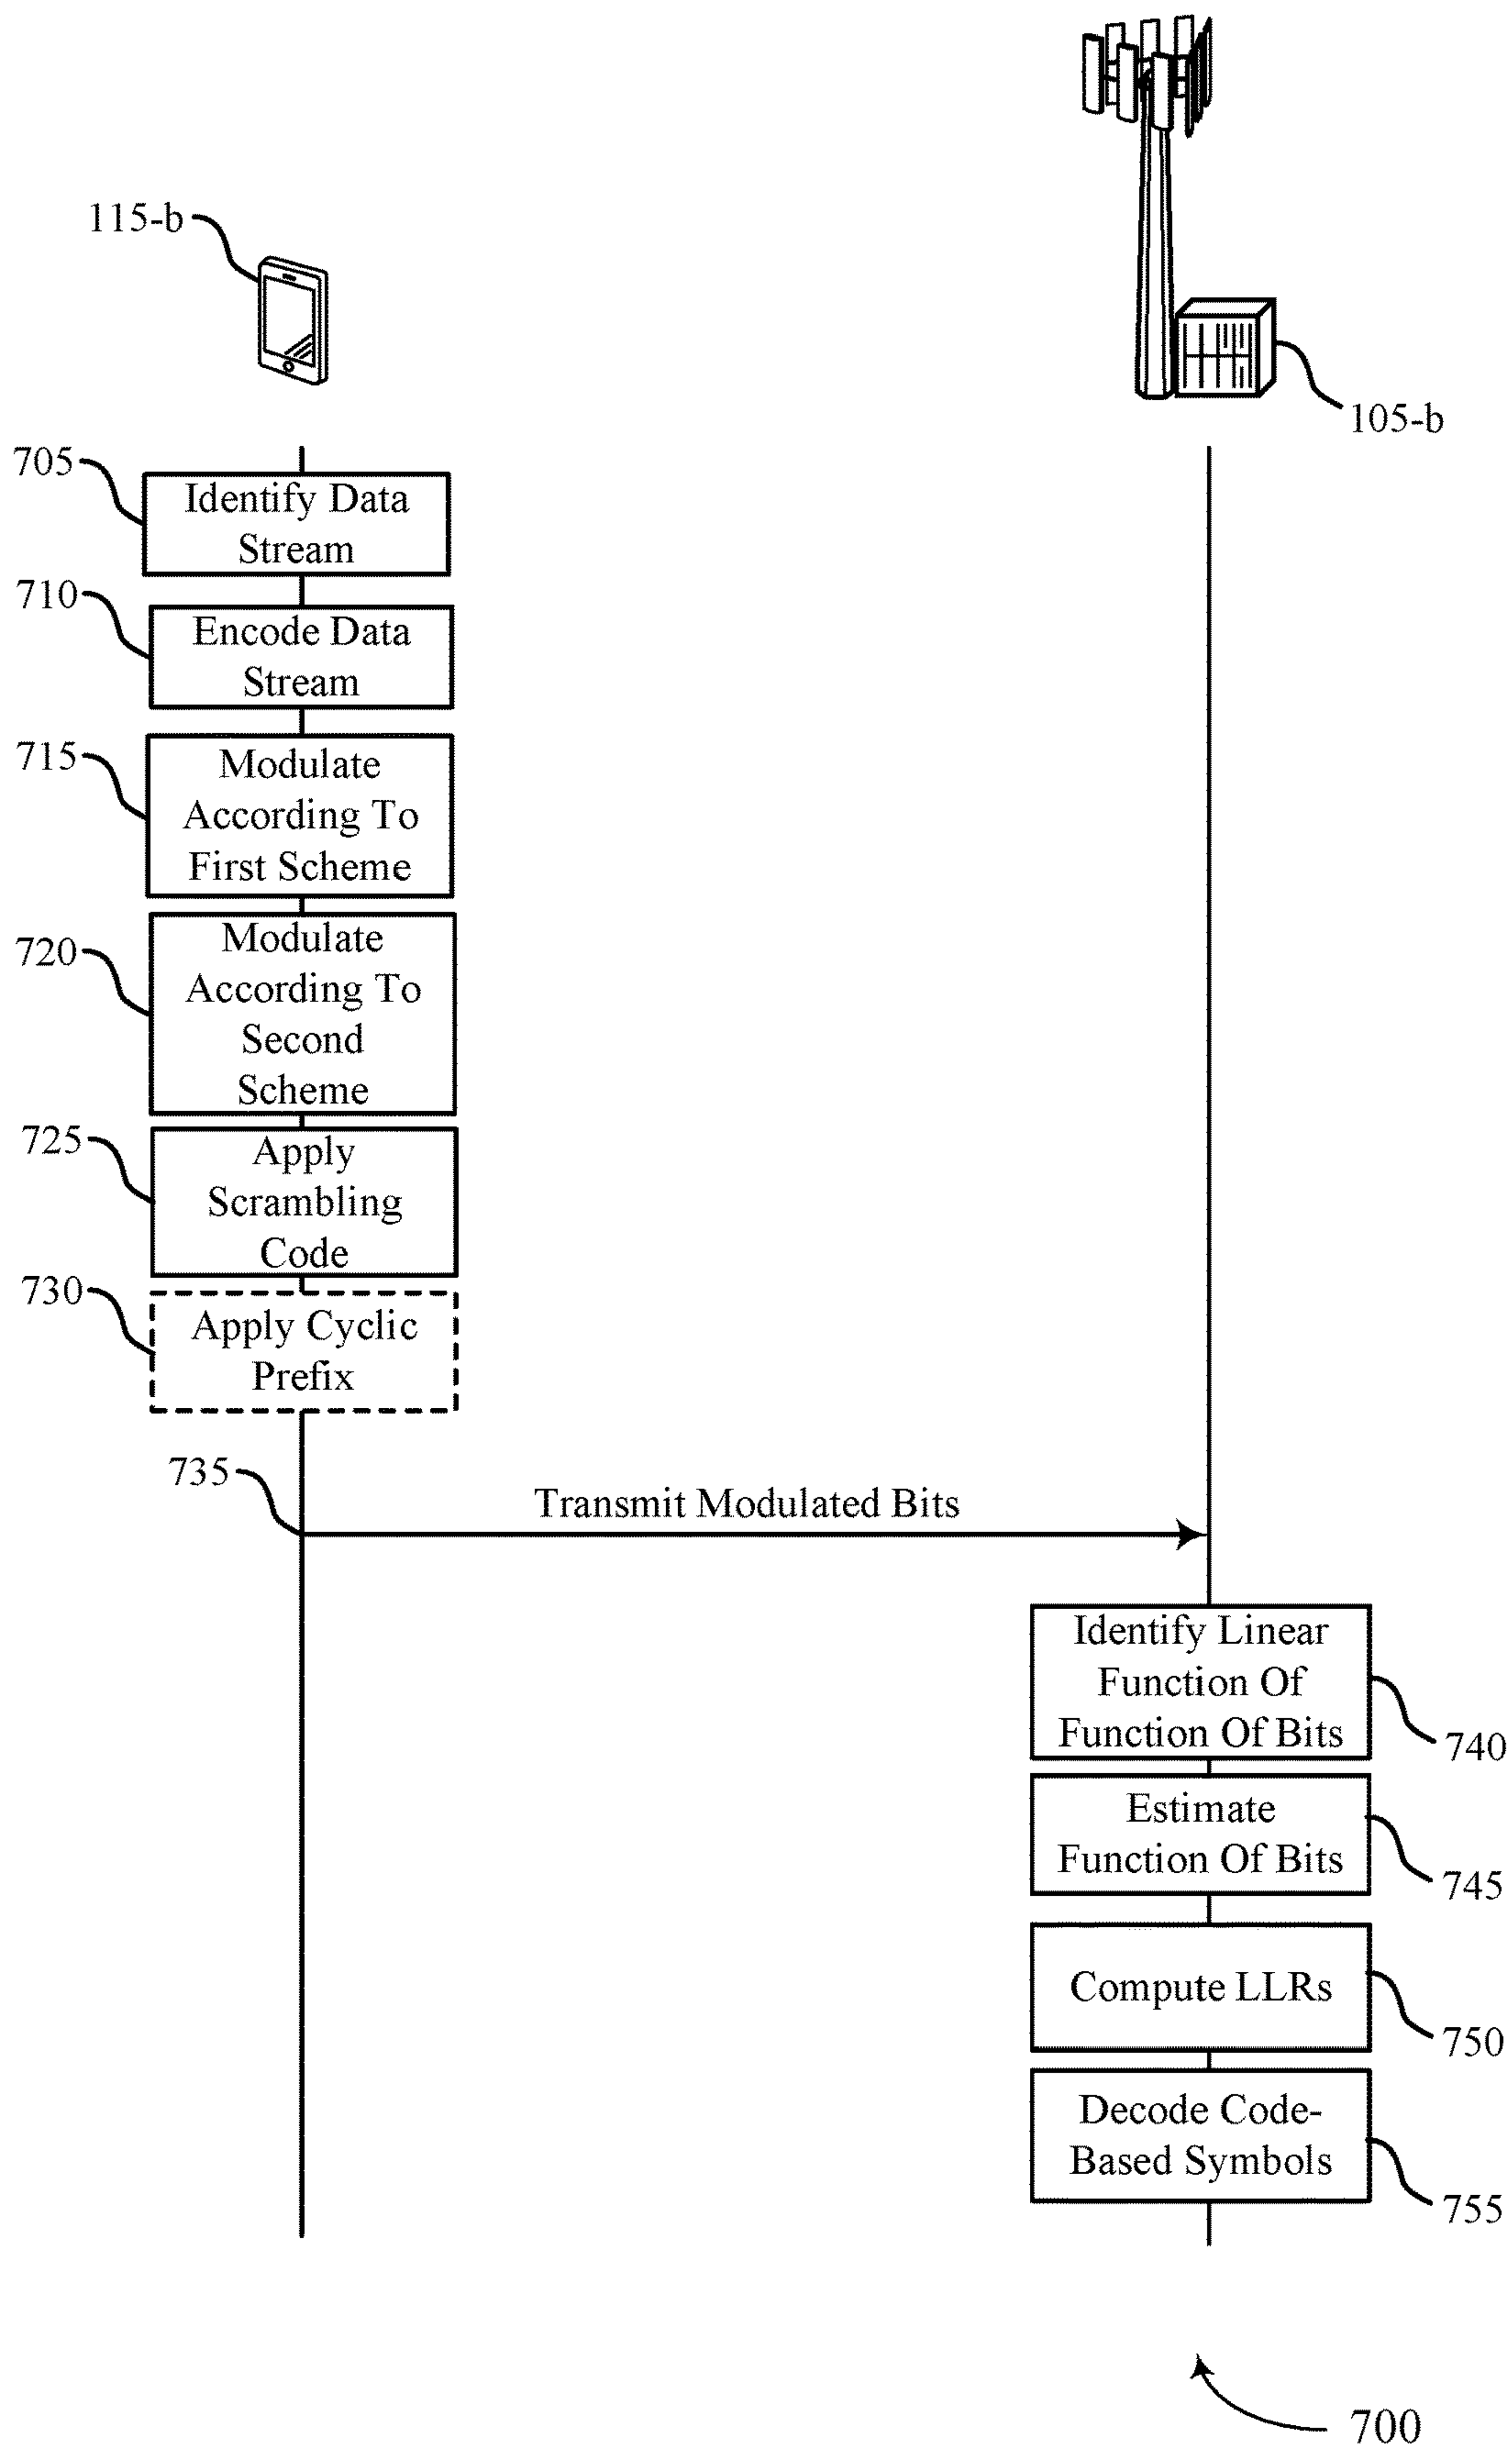 115-b
105-b
705
Identify Data
Stream
710
Encode Data
Stream
715
Modulate
According To
First Scheme
720
Modulate
According To
Second
Scheme
725
Apply
Scrambling
Code
730
Apply Cyclic
Prefix
735
Transmit Modulated Bits
Identify Linear
Function Of
Function Of Bits
740
Estimate
Function Of Bits
745
Compute LLRs
750
Decode Code-
Based Symbols
755
700